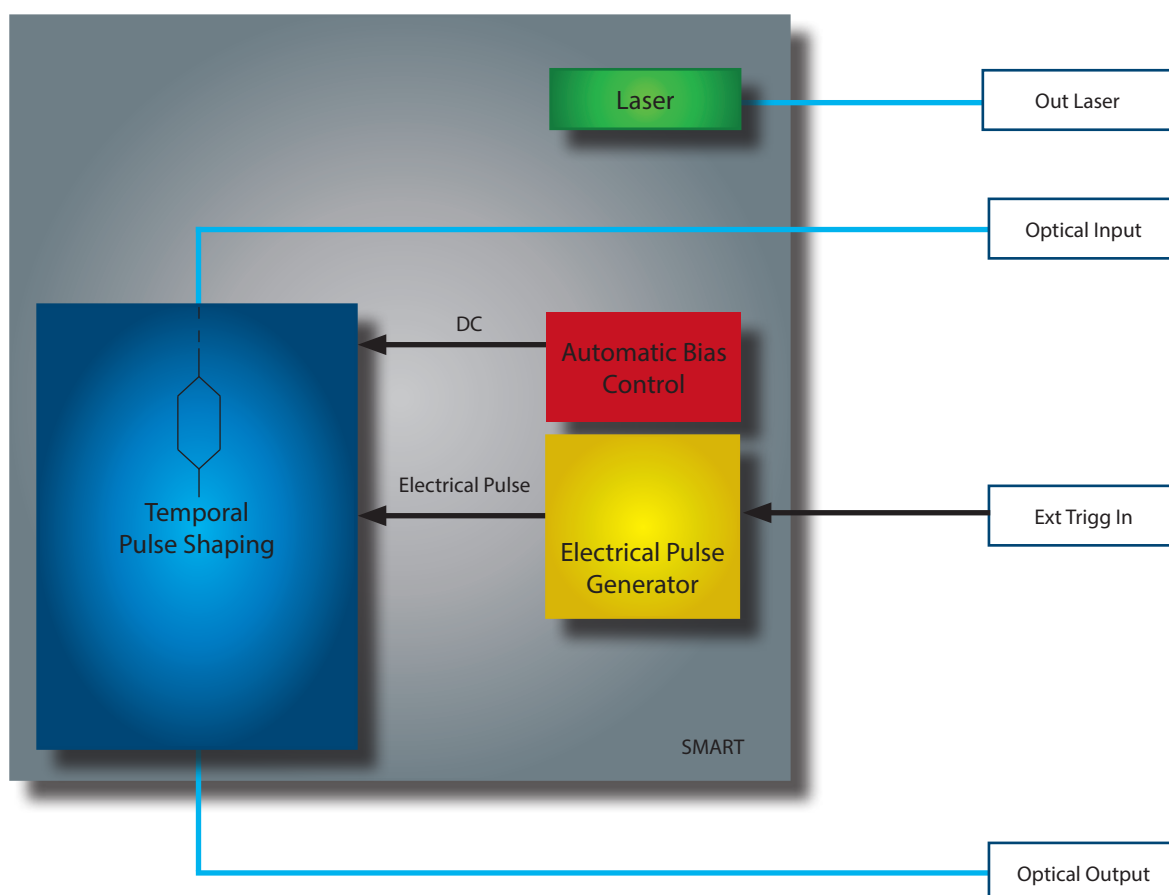 Laser
Out Laser
Optical Input
DC
Automatic Bias
Control
Electrical Pulse
Ext Trigg In
Temporal
Pulse Shaping
Electrical Pulse
Generator
SMART
Optical Output